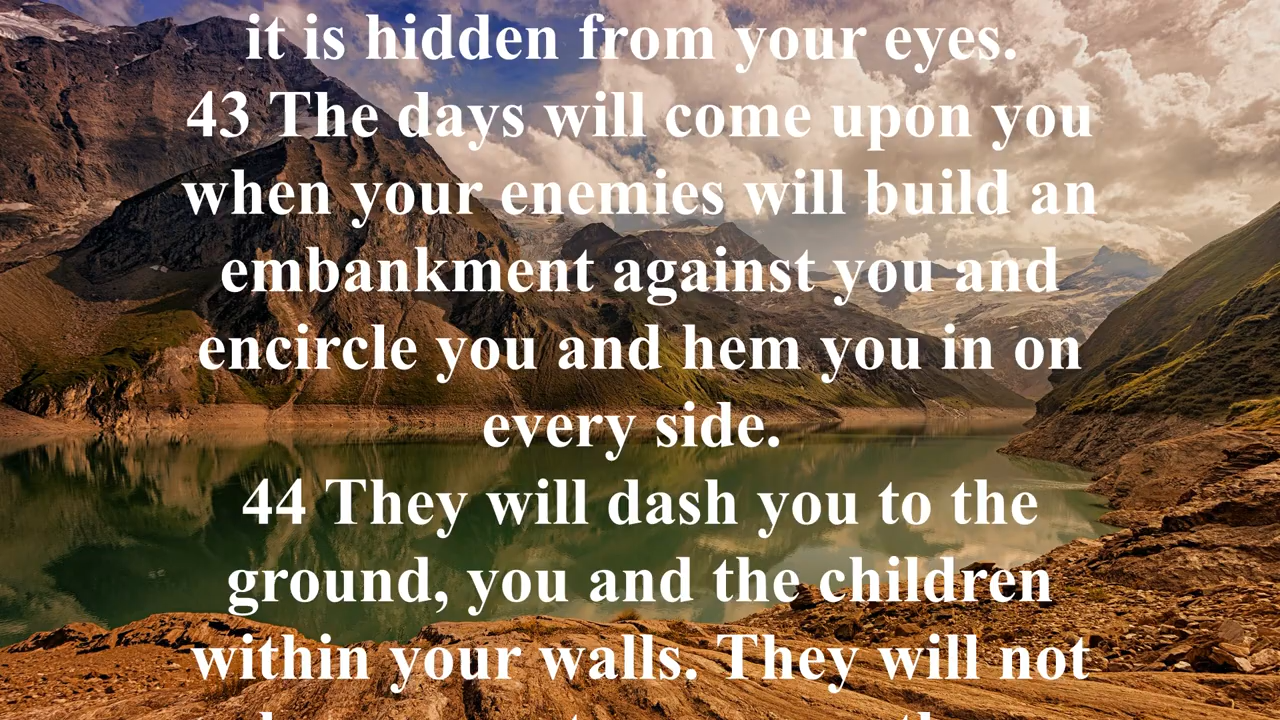 it is hidden from your eyes.
43 The days will come upon you
when your enemies will build an
embankment against you and
encircle you and hem you in on
every side.
44 They will dash you to the
ground, you and the children
within your walls. They will not